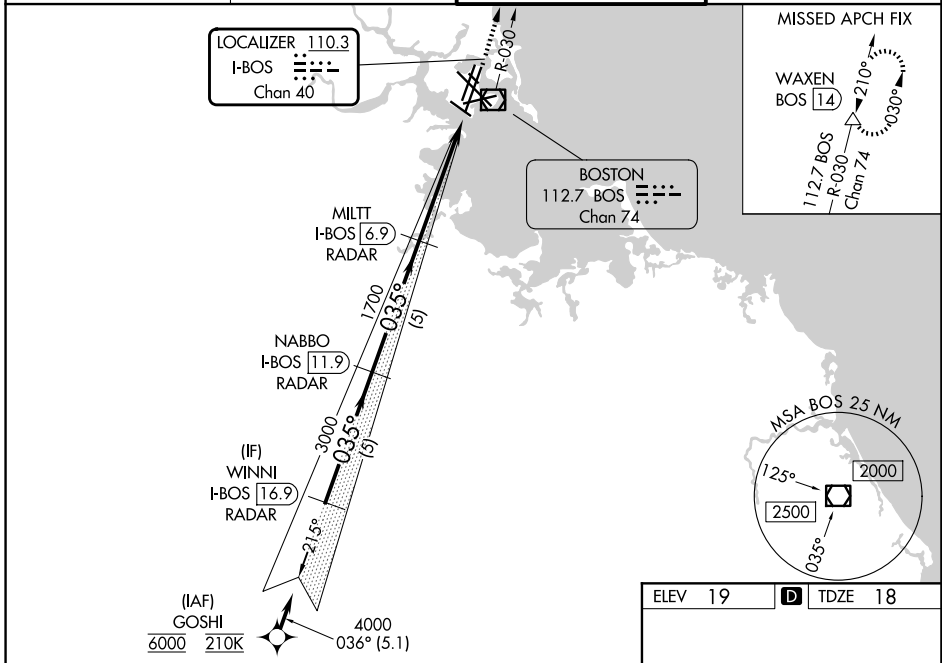 LOCALIZER 110.3
I-BOS
Chan 40
R-030
MISSED APCH FIX
WAXEN
BOS 14
210°
030°
112.7 BOS
R-030
Chan 74
BOSTON
112.7 BOS
Chan 74
MILTT
I-BOS 6.9
RADAR
1700
035°
(5)
NABBO
I-BOS 11.9
RADAR
3000
035°
(5)
(IF)
WINNI
I-BOS 16.9
RADAR
215°
(IAF)
GOSHI
6000 210K
4000
036° (5.1)
MSA BOS 25 NM
125°
2000
2500
035°
ELEV 19 D TDZE 18